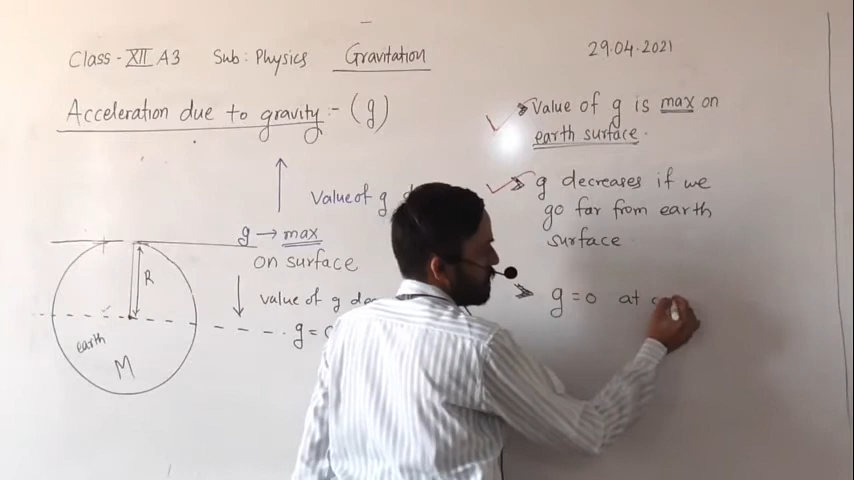 Class - XII A3 Sub : Physics Gravitation
29.04.2021
Acceleration due to gravity :- (g)
Value of g
g → max
on surface
value of g
g =
R
earth
M
Value of g is max on
earth surface.
g decreases if we
go far from earth
surface.
g = 0 at